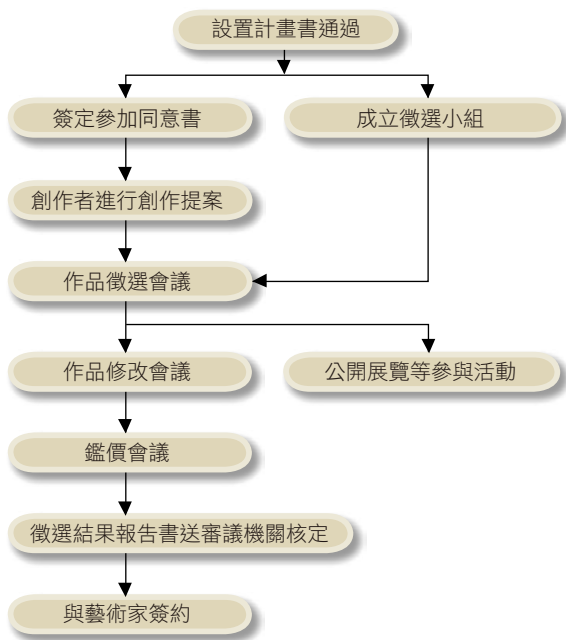 設置計畫書通過
簽定參加同意書
成立徵選小組
創作者進行創作提案
作品徵選會議
作品修改會議
公開展覽等參與活動
鑑價會議
徵選結果報告書送審議機關核定
與藝術家簽約